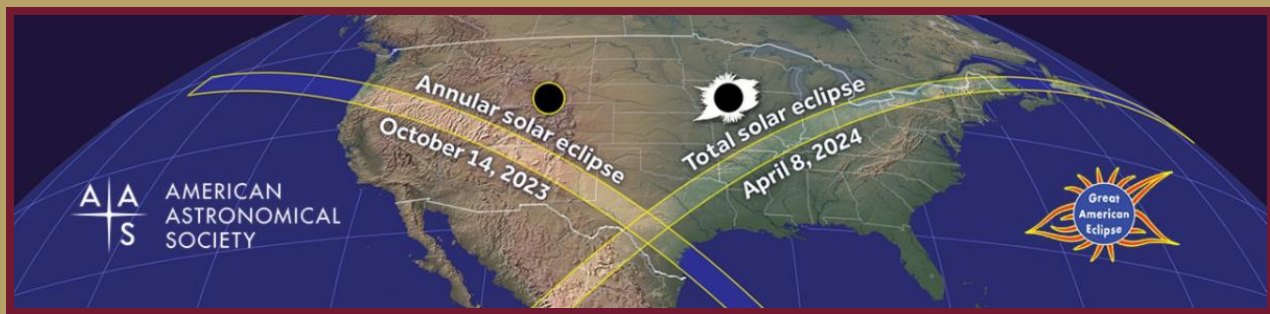 Annular solar eclipse
October 14, 2023
Total solar eclipse
April 8, 2024
A A
S
AMERICAN
ASTRONOMICAL
SOCIETY
Great
American
Eclipse